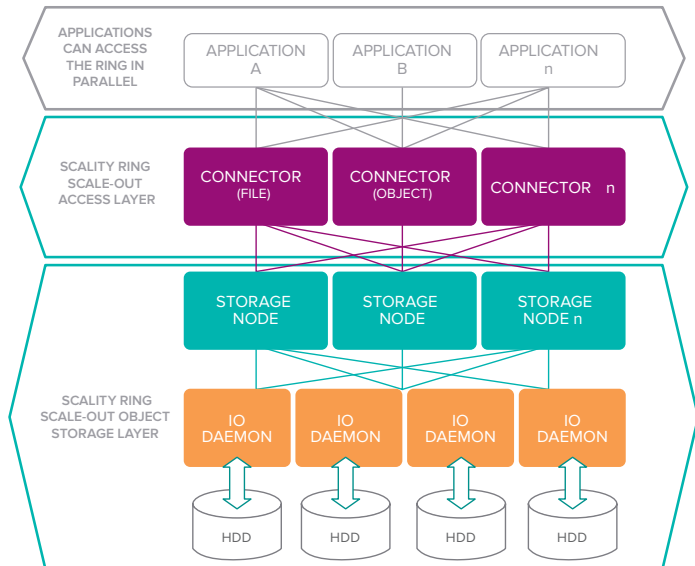 APPLICATIONS
CAN ACCESS
THE RING IN
PARALLEL
APPLICATION
A
APPLICATION
B
APPLICATION
n
SCALITY RING
SCALE-OUT
ACCESS LAYER
CONNECTOR
(FILE)
CONNECTOR
(OBJECT)
CONNECTOR n
STORAGE
NODE
STORAGE
NODE
STORAGE
NODE n
SCALITY RING
SCALE-OUT OBJECT
STORAGE LAYER
IO
DAEMON
IO
DAEMON
IO
DAEMON
IO
DAEMON
HDD
HDD
HDD
HDD